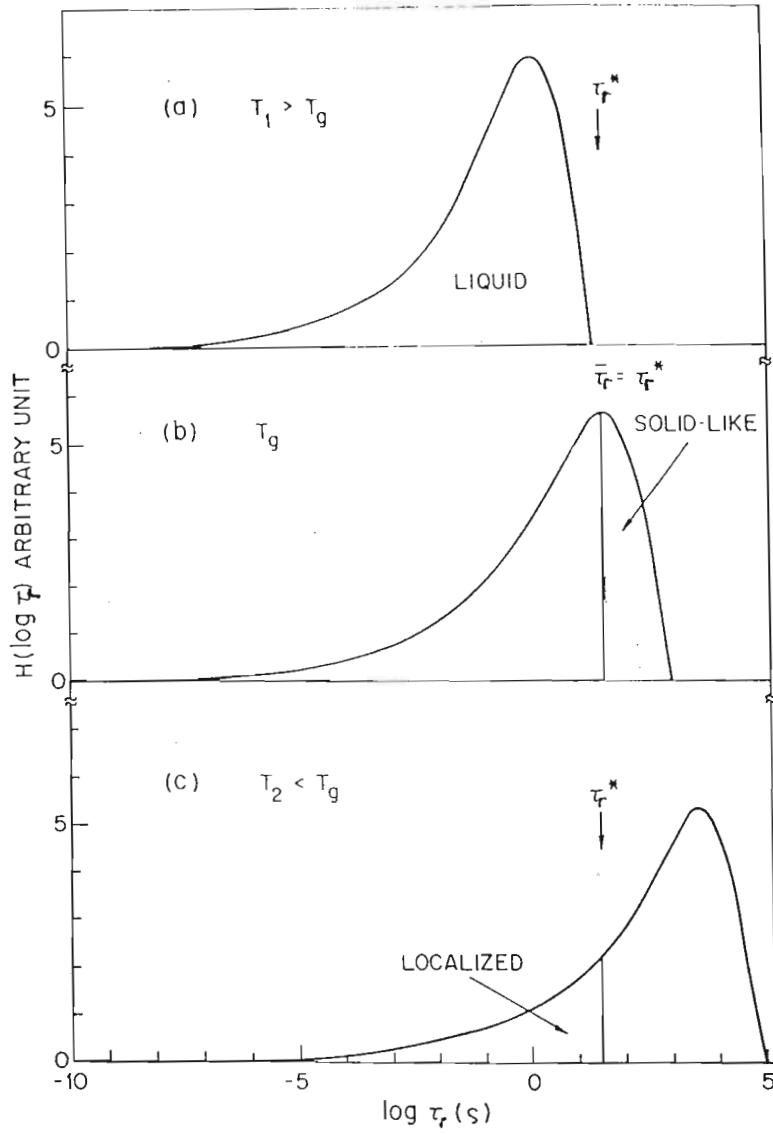 5
(a) T₁ > Tg
τᵣ*
LIQUID
0
τ̄ᵣ = τᵣ*
(b) Tg
SOLID-LIKE
5
H(log τᵣ) ARBITRARY UNIT
0
(c) T₂ < Tg
τᵣ*
5
LOCALIZED
0
-10 -5 0 5
log τᵣ (s)